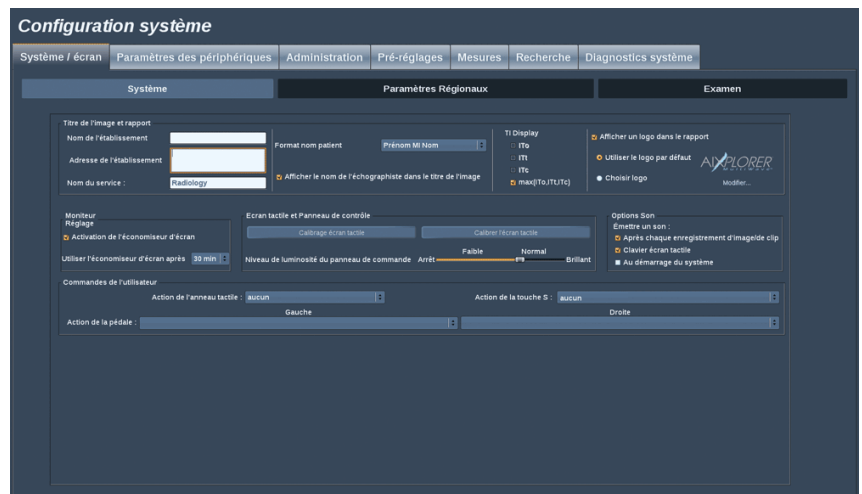 Configuration système
Système / écran Paramètres des périphériques Administration Pré-réglages Mesures Recherche Diagnostics système
Système Paramètres Régionaux Examen
Titre de l'image et rapport
Nom de l'établissement
Adresse de l'établissement
Nom du service : Radiology
Format nom patient Prénom MI Nom
Afficher le nom de l'échographiste dans le titre de l'image
TI Display
ITo
ITt
ITc
max(ITo,ITt,ITc)
Afficher un logo dans le rapport
Utiliser le logo par défaut
AIXPLORER
Choisir logo
Modifier...
Moniteur
Réglage
Activation de l'économiseur d'écran
Utiliser l'économiseur d'écran après 30 min
Ecran tactile et Panneau de contrôle
Calibrage écran tactile Calibrer l'écran tactile
Faible Normal
Niveau de luminosité du panneau de commande Arrêt Brillant
Options Son
Émettre un son :
Après chaque enregistrement d'image/de clip
Clavier écran tactile
Au démarrage du système
Commandes de l'utilisateur
Action de l'anneau tactile : aucun Action de la touche S : aucun
Gauche Droite
Action de la pédale :